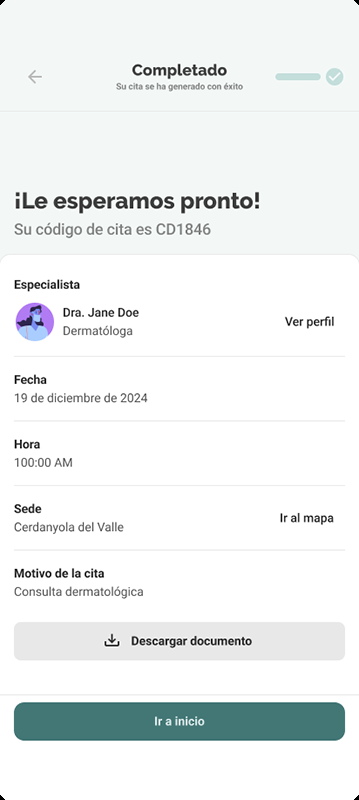 Completado
Su cita se ha generado con éxito
¡Le esperamos pronto!
Su código de cita es CD1846
Especialista
Dra. Jane Doe
Dermatóloga
Ver perfil
Fecha
19 de diciembre de 2024
Hora
100:00 AM
Sede
Cerdanyola del Valle
Ir al mapa
Motivo de la cita
Consulta dermatológica
Descargar documento
Ir a inicio